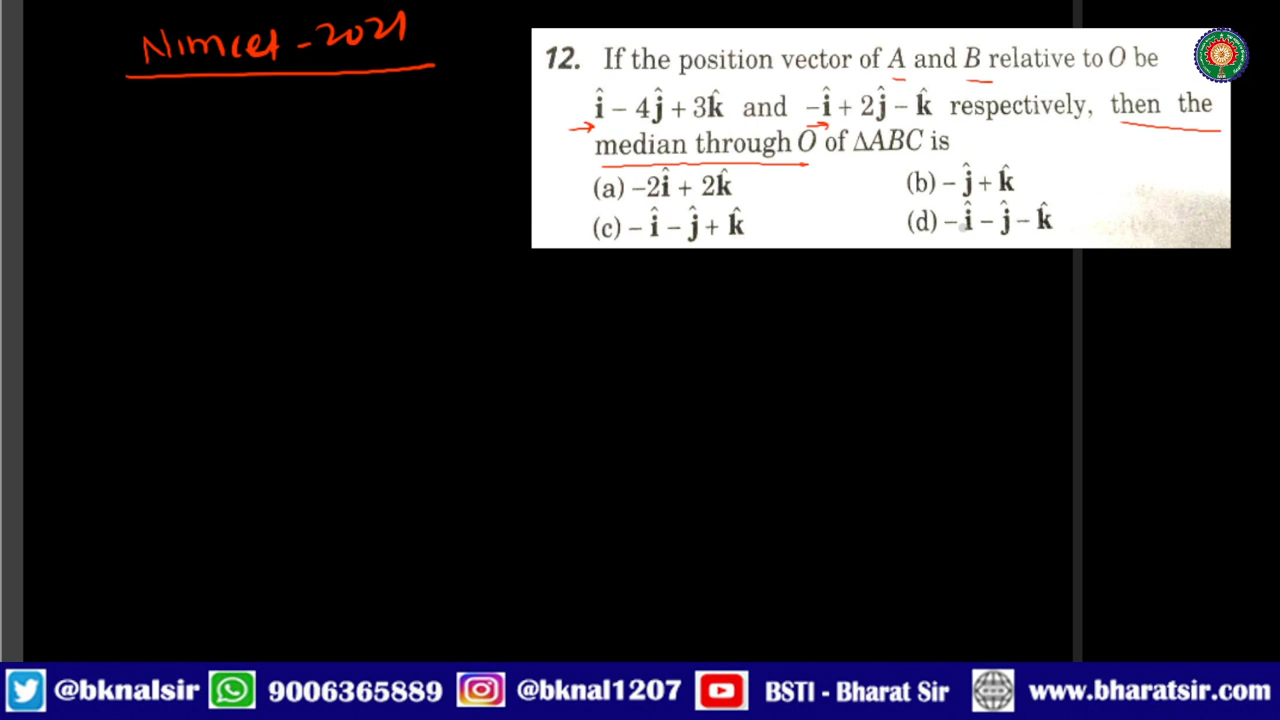 Nimcet - 2021
12. If the position vector of A and B relative to O be
î − 4ĵ + 3k̂ and −î + 2ĵ − k̂ respectively, then the
median through O of ΔABC is
(a) −2î + 2k̂ (b) − ĵ + k̂
(c) − î − ĵ + k̂ (d) − î − ĵ − k̂
@bknalsir 9006365889 @bknal1207 BSTI - Bharat Sir www.bharatsir.com